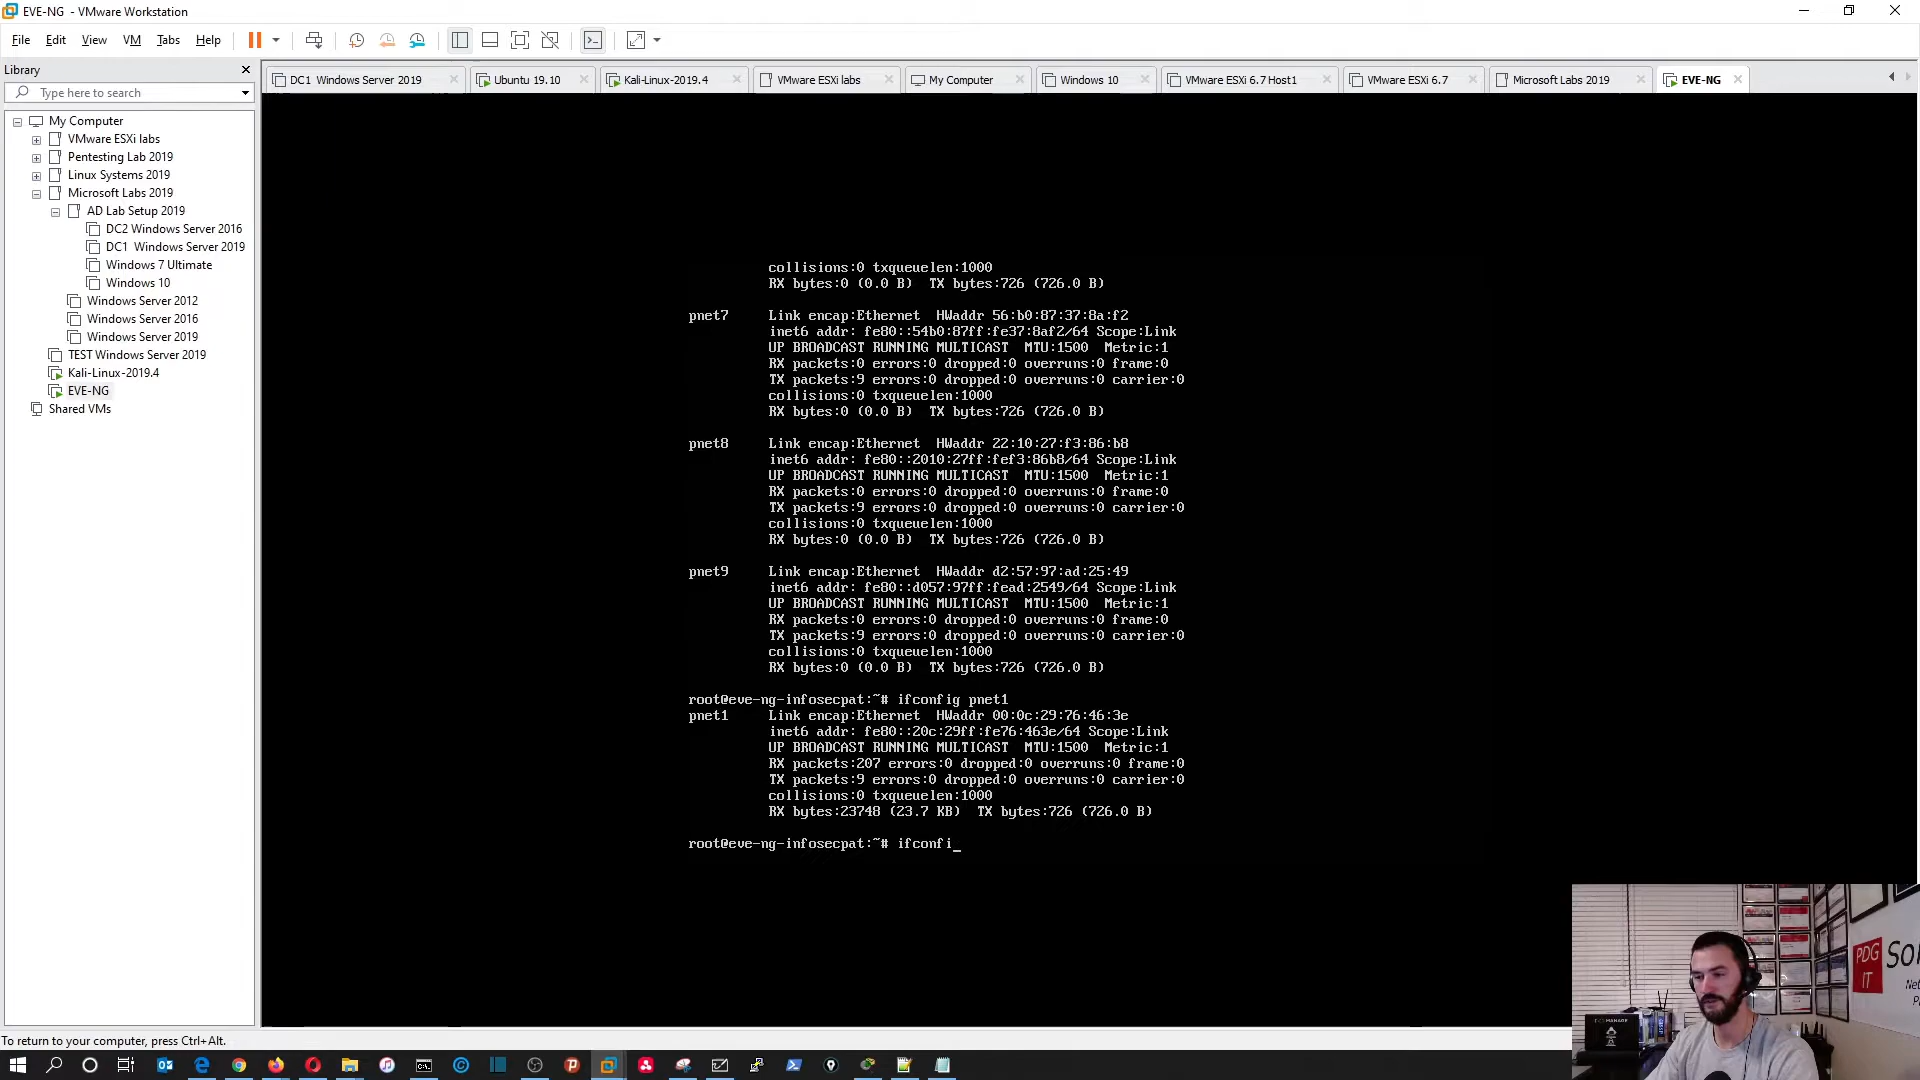 EVE-NG - VMware Workstation
File Edit View VM Tabs Help
Library
Type here to search
My Computer
VMware ESXi labs
Pentesting Lab 2019
Linux Systems 2019
Microsoft Labs 2019
AD Lab Setup 2019
DC2 Windows Server 2016
DC1 Windows Server 2019
Windows 7 Ultimate
Windows 10
Windows Server 2012
Windows Server 2016
Windows Server 2019
TEST Windows Server 2019
Kali-Linux-2019.4
EVE-NG
Shared VMs
DC1 Windows Server 2019 Ubuntu 19.10 Kali-Linux-2019.4 VMware ESXi labs My Computer Windows 10 VMware ESXi 6.7 Host1 VMware ESXi 6.7 Microsoft Labs 2019 EVE-NG
collisions:0 txqueuelen:1000
RX bytes:0 (0.0 B) TX bytes:726 (726.0 B)
pnet7 Link encap:Ethernet HWaddr 56:b0:87:37:8a:f2
inet6 addr: fe80::54b0:87ff:fe37:8af2/64 Scope:Link
UP BROADCAST RUNNING MULTICAST MTU:1500 Metric:1
RX packets:0 errors:0 dropped:0 overruns:0 frame:0
TX packets:9 errors:0 dropped:0 overruns:0 carrier:0
collisions:0 txqueuelen:1000
RX bytes:0 (0.0 B) TX bytes:726 (726.0 B)
pnet8 Link encap:Ethernet HWaddr 22:10:27:f3:86:b8
inet6 addr: fe80::2010:27ff:fef3:86b8/64 Scope:Link
UP BROADCAST RUNNING MULTICAST MTU:1500 Metric:1
RX packets:0 errors:0 dropped:0 overruns:0 frame:0
TX packets:9 errors:0 dropped:0 overruns:0 carrier:0
collisions:0 txqueuelen:1000
RX bytes:0 (0.0 B) TX bytes:726 (726.0 B)
pnet9 Link encap:Ethernet HWaddr d2:57:97:ad:25:49
inet6 addr: fe80::d057:97ff:fead:2549/64 Scope:Link
UP BROADCAST RUNNING MULTICAST MTU:1500 Metric:1
RX packets:0 errors:0 dropped:0 overruns:0 frame:0
TX packets:9 errors:0 dropped:0 overruns:0 carrier:0
collisions:0 txqueuelen:1000
RX bytes:0 (0.0 B) TX bytes:726 (726.0 B)
root@eve-ng-infosecpat:~# ifconfig pnet1
pnet1 Link encap:Ethernet HWaddr 00:0c:29:76:46:3e
inet6 addr: fe80::20c:29ff:fe76:463e/64 Scope:Link
UP BROADCAST RUNNING MULTICAST MTU:1500 Metric:1
RX packets:207 errors:0 dropped:0 overruns:0 frame:0
TX packets:9 errors:0 dropped:0 overruns:0 carrier:0
collisions:0 txqueuelen:1000
RX bytes:23748 (23.7 KB) TX bytes:726 (726.0 B)
root@eve-ng-infosecpat:~# ifconfi_
PDG
IT
To return to your computer, press Ctrl+Alt.